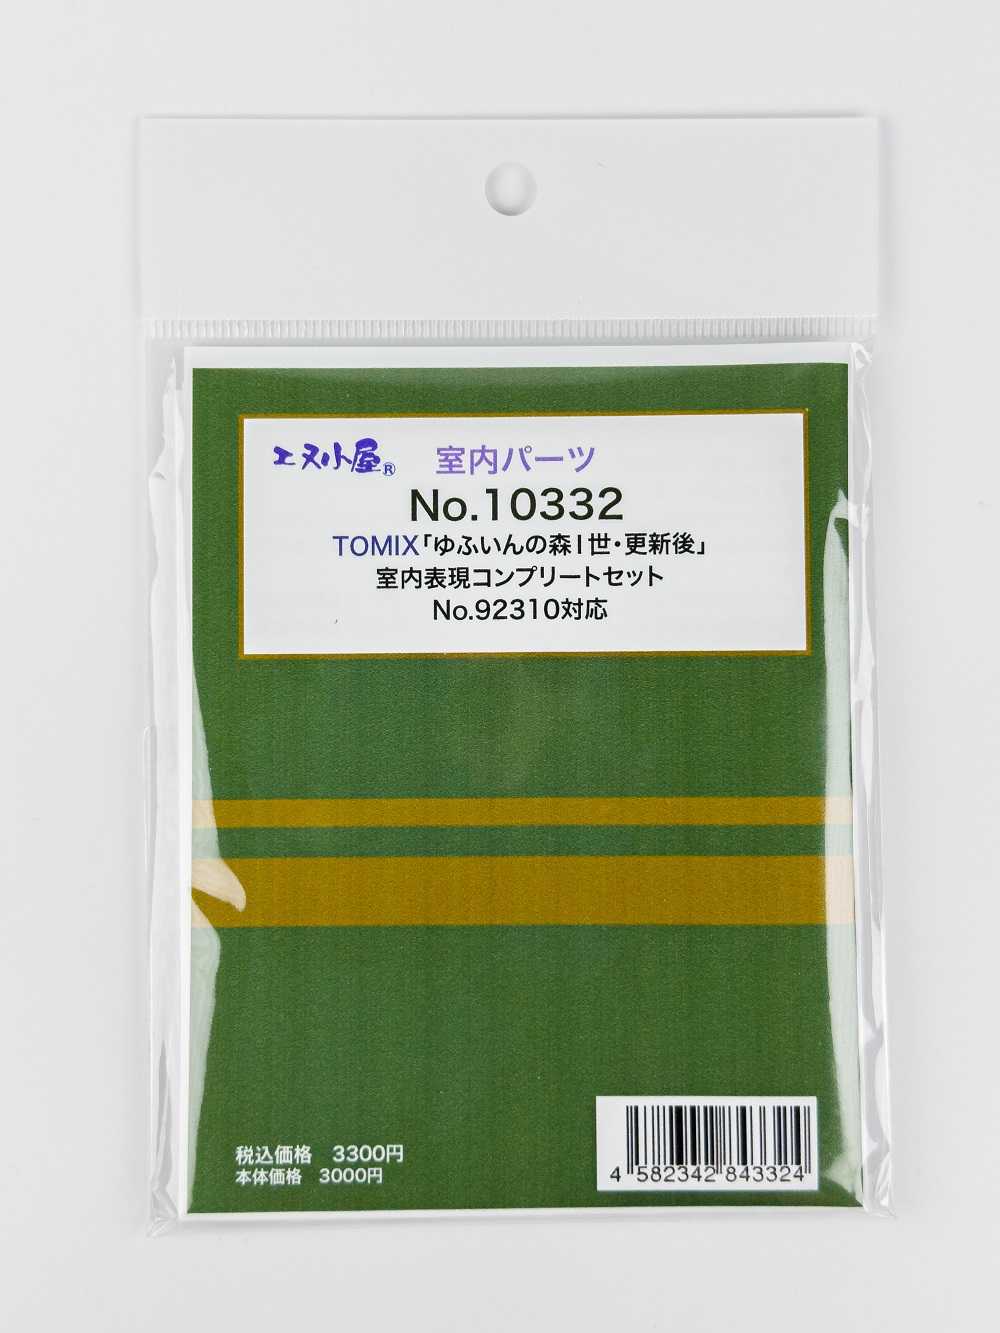 エヌ小屋® 室内パーツ
No.10332
TOMIX「ゆふいんの森I世・更新後」
室内表現コンプリートセット
No.92310対応
税込価格 3300円
本体価格 3000円
4 582342 843324